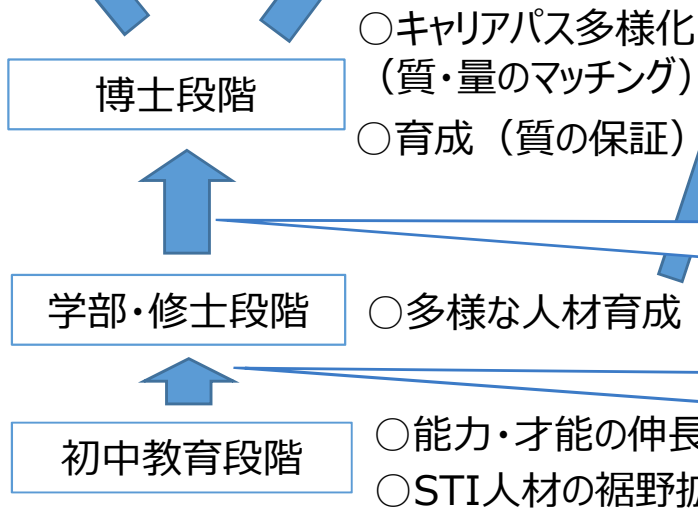 ○キャリアパス多様化
（質・量のマッチング）
博士段階
○育成（質の保証）
学部・修士段階
○多様な人材育成
○能力・才能の伸長
初中教育段階
○STI人材の裾野拡